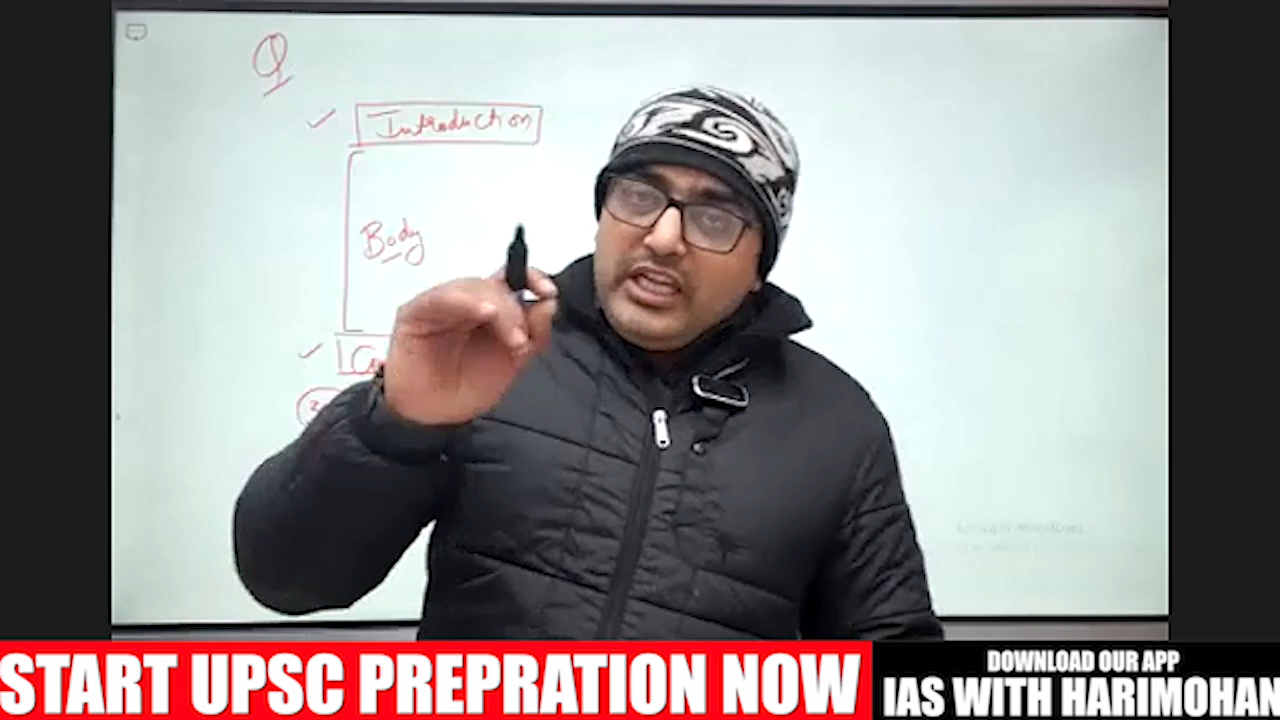 Q
Introduction
Body
START UPSC PREPRATION NOW
DOWNLOAD OUR APP
IAS WITH HARIMOHAN